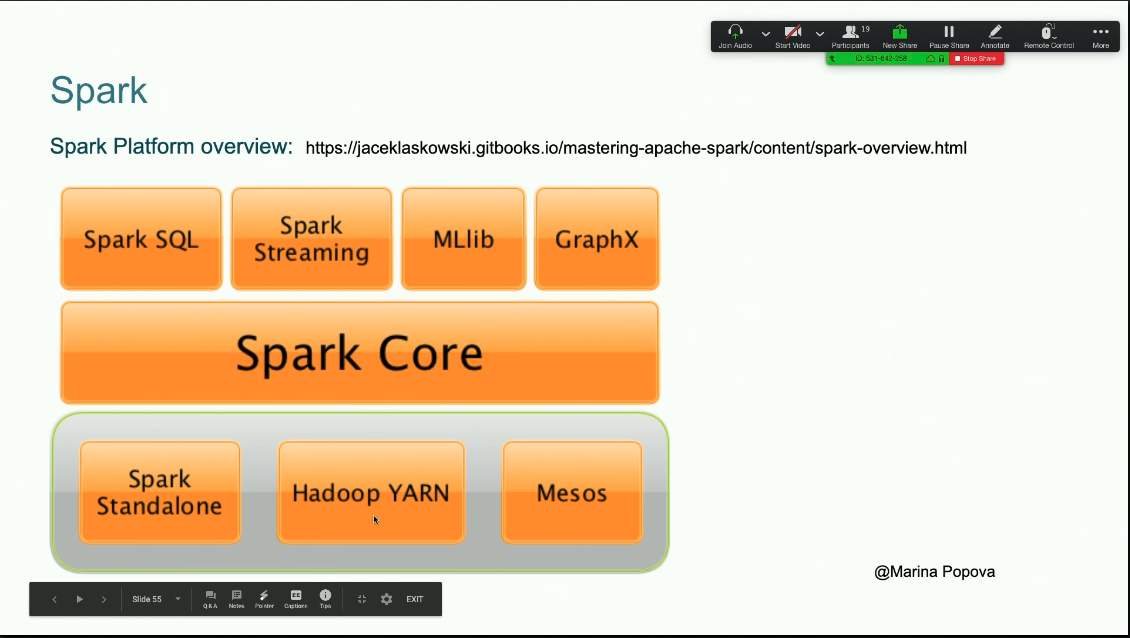 Join Audio
Start Video
Participants 19
New Share
Pause Share
Annotate
Remote Control
More
ID: 531-642-258
Stop Share
Spark
Spark Platform overview: https://jaceklaskowski.gitbooks.io/mastering-apache-spark/content/spark-overview.html
Spark SQL
Spark
Streaming
MLlib
GraphX
Spark Core
Spark
Standalone
Hadoop YARN
Mesos
@Marina Popova
Slide 55
Q&A
Notes
Pointer
CC
Captions
Tips
EXIT